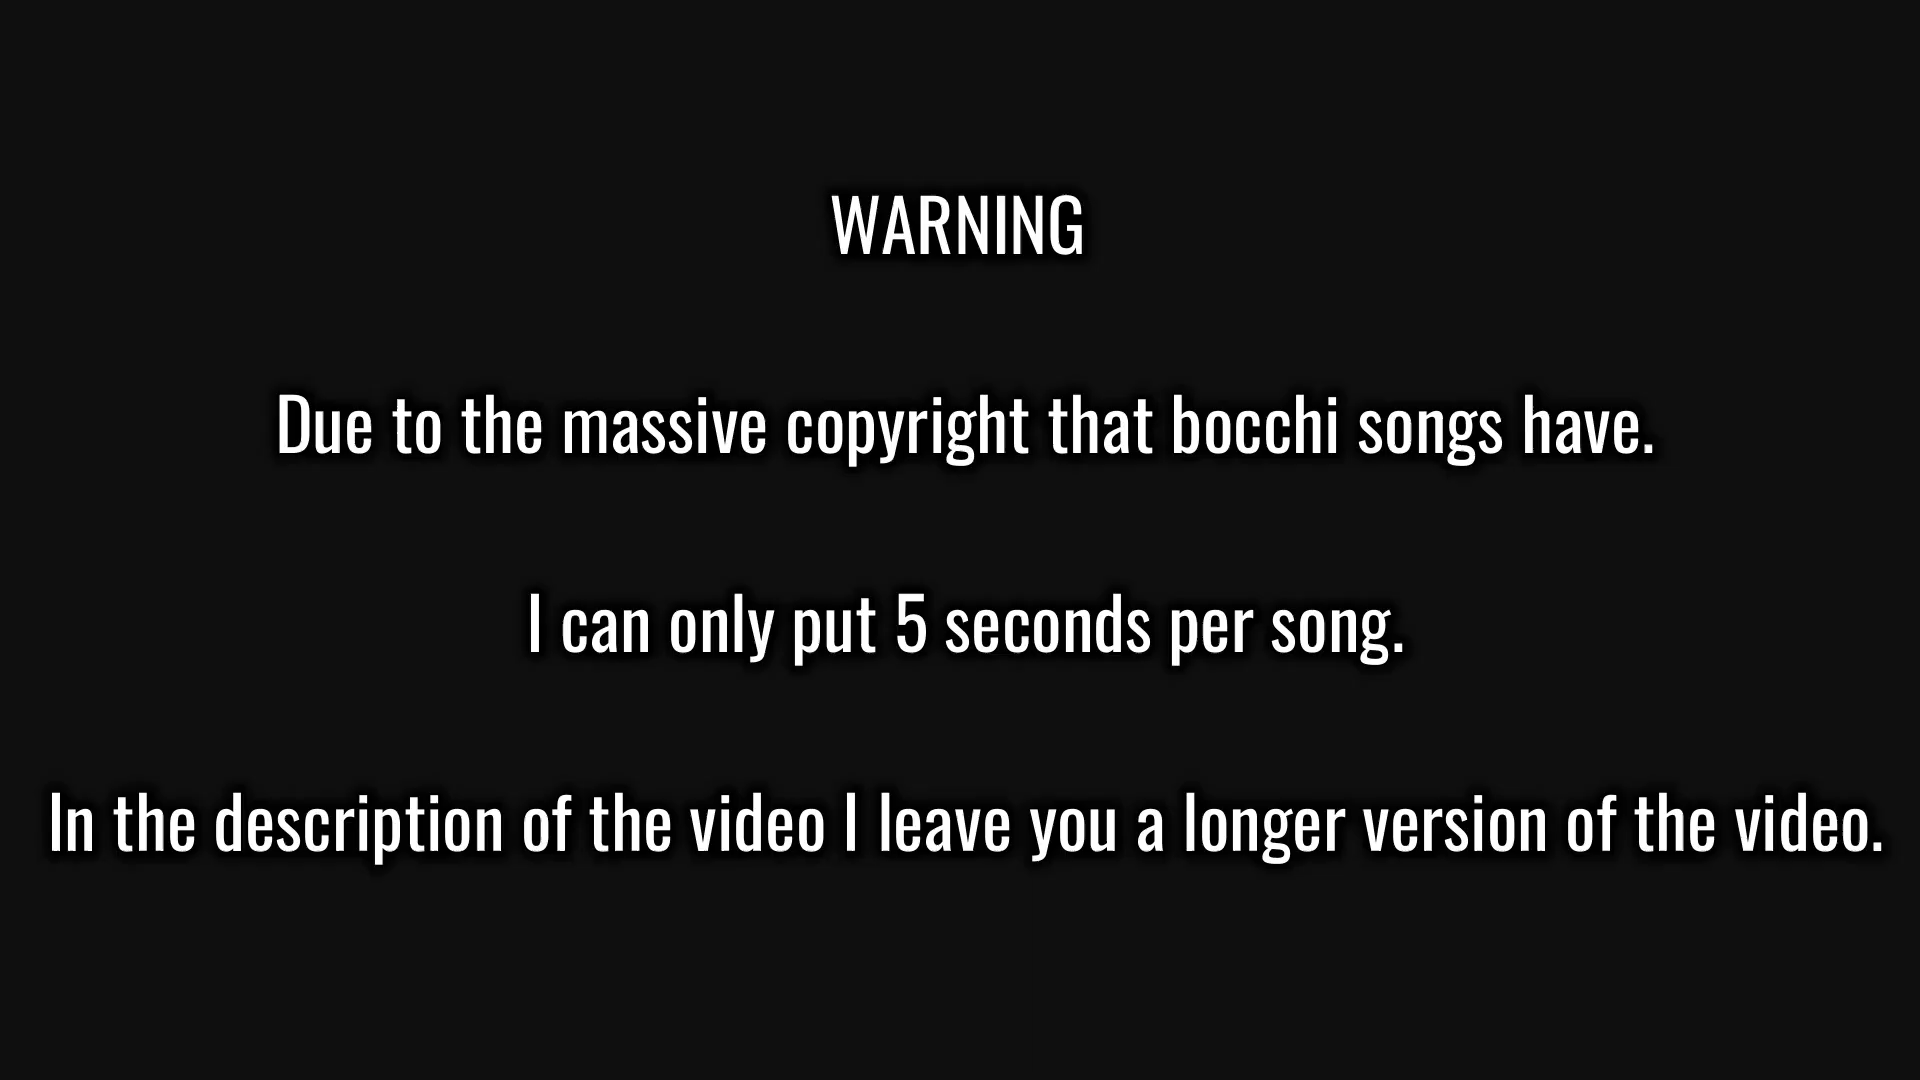 WARNING
Due to the massive copyright that bocchi songs have.
I can only put 5 seconds per song.
In the description of the video I leave you a longer version of the video.